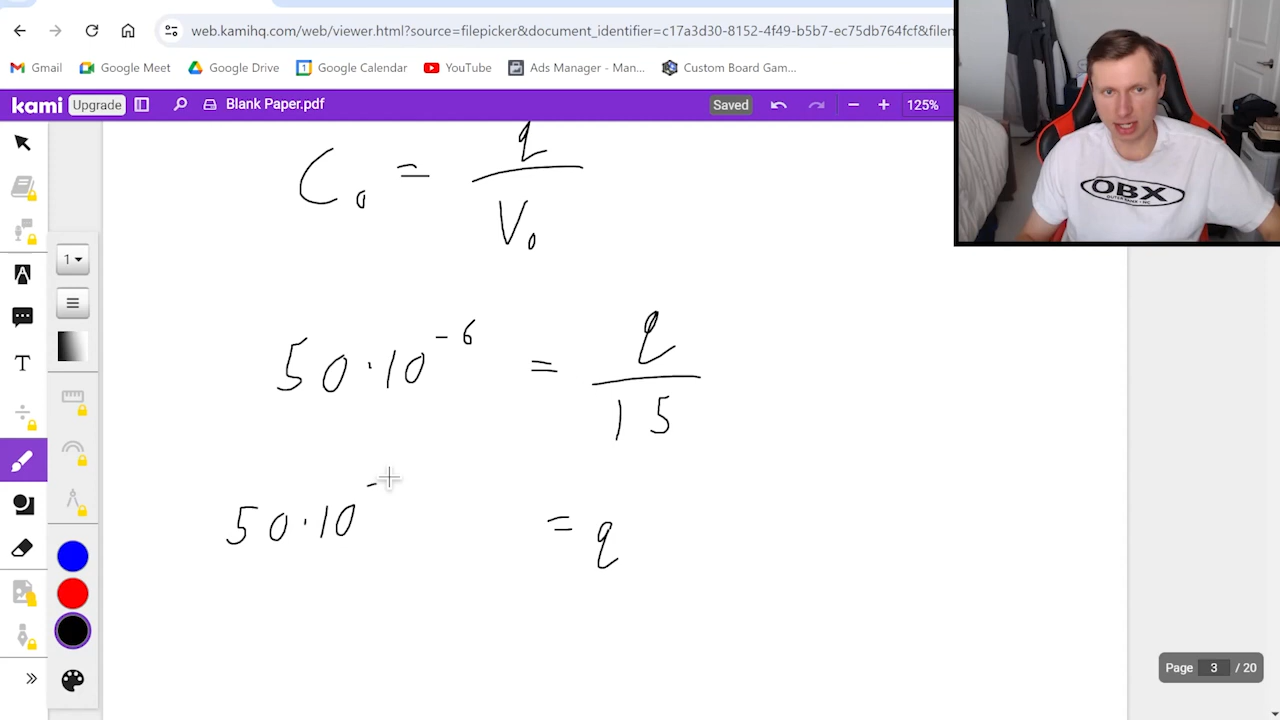 web.kamihq.com/web/viewer.html?source=filepicker&document_identifier=c17a3d30-8152-4f49-b5b7-ec75db764fcf&filen
Gmail Google Meet Google Drive Google Calendar YouTube Ads Manager - Man... Custom Board Gam...
kami Upgrade Blank Paper.pdf Saved 125%
OBX
C₀ = q / V₀
1
50·10⁻⁶ = q / 15
A
T
50·10⁻ = q
Page 3 / 20